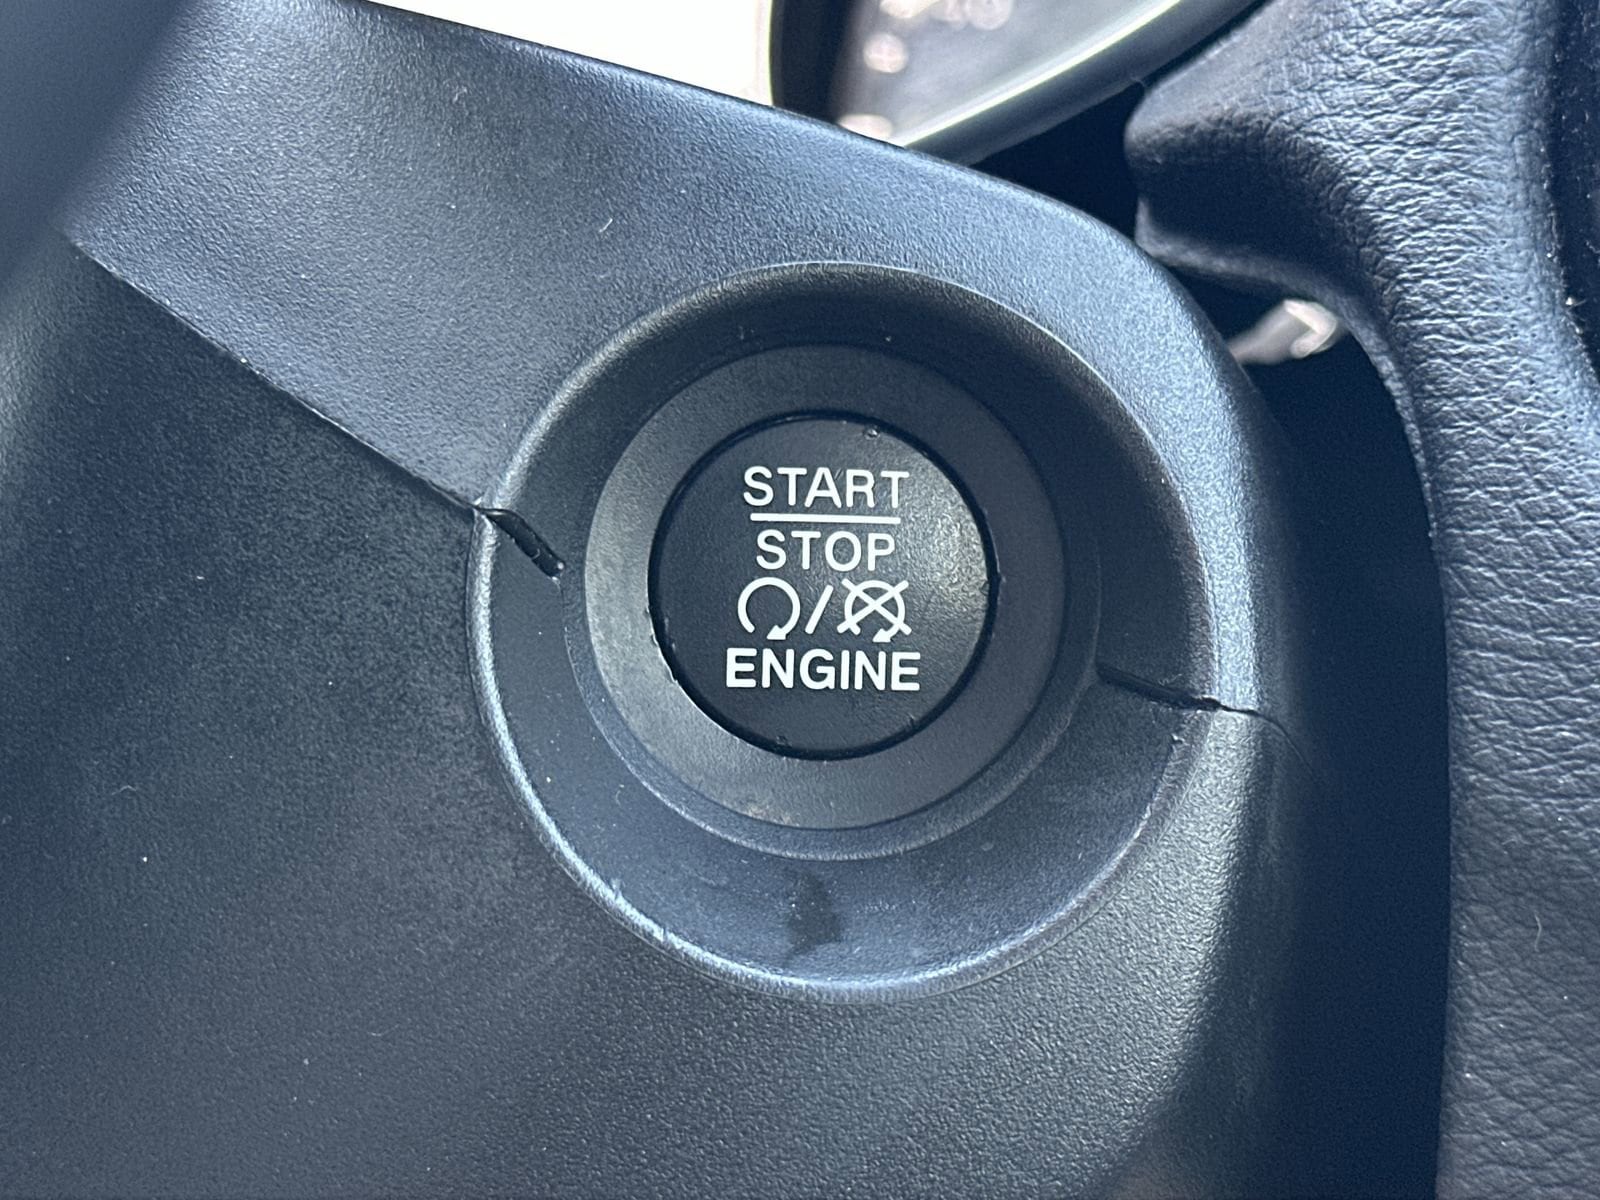 START
STOP
/
ENGINE